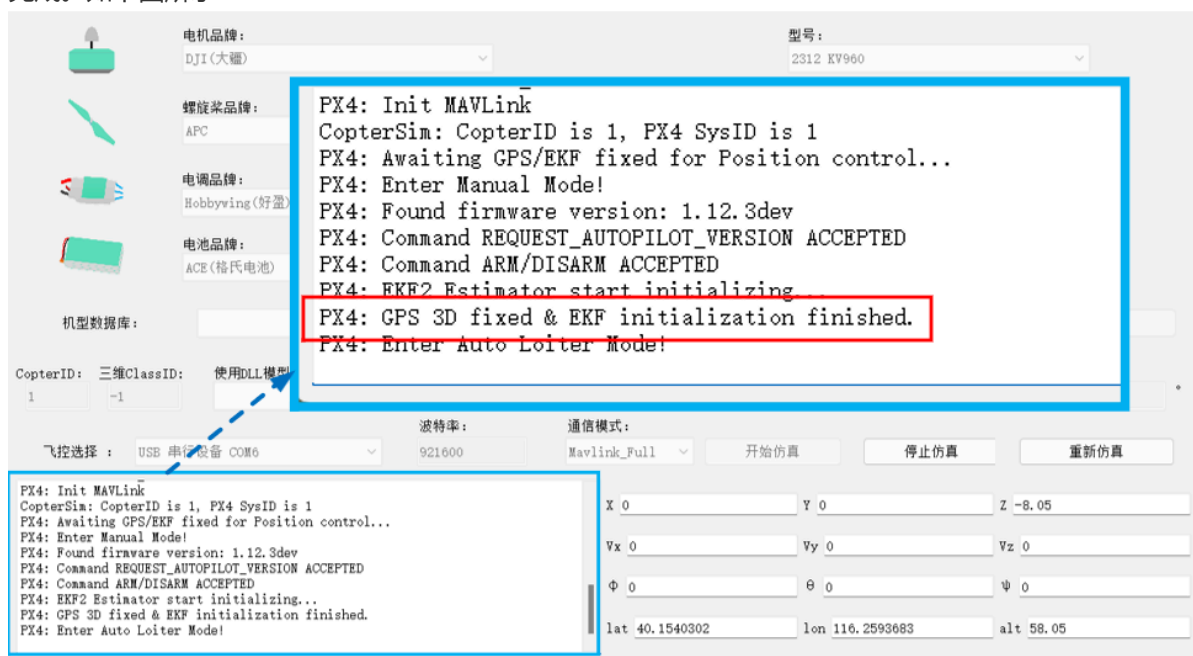 电机品牌：
型号：
DJI(大疆)
2312 KV960
螺旋桨品牌：
APC
电调品牌：
Hobbywing(好盈)
电池品牌：
ACE(格氏电池)
机型数据库：
PX4: Init MAVLink
CopterSim: CopterID is 1, PX4 SysID is 1
PX4: Awaiting GPS/EKF fixed for Position control...
PX4: Enter Manual Mode!
PX4: Found firmware version: 1.12.3dev
PX4: Command REQUEST_AUTOPILOT_VERSION ACCEPTED
PX4: Command ARM/DISARM ACCEPTED
PX4: EKF2 Estimator start initializing...
PX4: GPS 3D fixed & EKF initialization finished.
PX4: Enter Auto Loiter Mode!
CopterID： 三维ClassID： 使用DLL模型
1 -1 °
波特率： 通信模式：
飞控选择 ： USB 串行设备 COM6 921600 Mavlink_Full 开始仿真 停止仿真 重新仿真
PX4: Init MAVLink
CopterSim: CopterID is 1, PX4 SysID is 1
PX4: Awaiting GPS/EKF fixed for Position control...
PX4: Enter Manual Mode!
PX4: Found firmware version: 1.12.3dev
PX4: Command REQUEST_AUTOPILOT_VERSION ACCEPTED
PX4: Command ARM/DISARM ACCEPTED
PX4: EKF2 Estimator start initializing...
PX4: GPS 3D fixed & EKF initialization finished.
PX4: Enter Auto Loiter Mode!
X 0 Y 0 Z -8.05
Vx 0 Vy 0 Vz 0
Φ 0 θ 0 ψ 0
lat 40.1540302 lon 116.2593683 alt 58.05